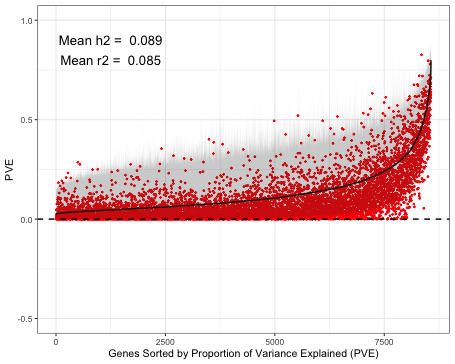 1.0
Mean h2 = 0.089
Mean r2 = 0.085
0.5
PVE
0.0
-0.5
0 2500 5000 7500
Genes Sorted by Proportion of Variance Explained (PVE)